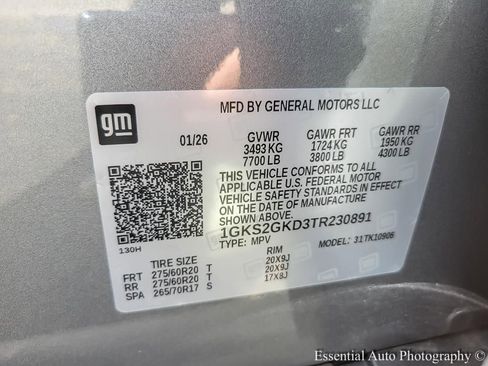 gm
MFD BY GENERAL MOTORS LLC
01/26 GVWR GAWR FRT GAWR RR
3493 KG 1724 KG 1950 KG
7700 LB 3800 LB 4300 LB
THIS VEHICLE CONFORMS TO ALL
APPLICABLE U.S. FEDERAL MOTOR
VEHICLE SAFETY STANDARDS IN EFFECT
ON THE DATE OF MANUFACTURE
SHOWN ABOVE.
1GKS2GKD3TR230891
TYPE: MPV MODEL: 31TK10906
130H
TIRE SIZE RIM
FRT 275/60R20 T 20X9J
RR 275/60R20 T 20X9J
SPA 265/70R17 S 17X8J
Essential Auto Photography ©